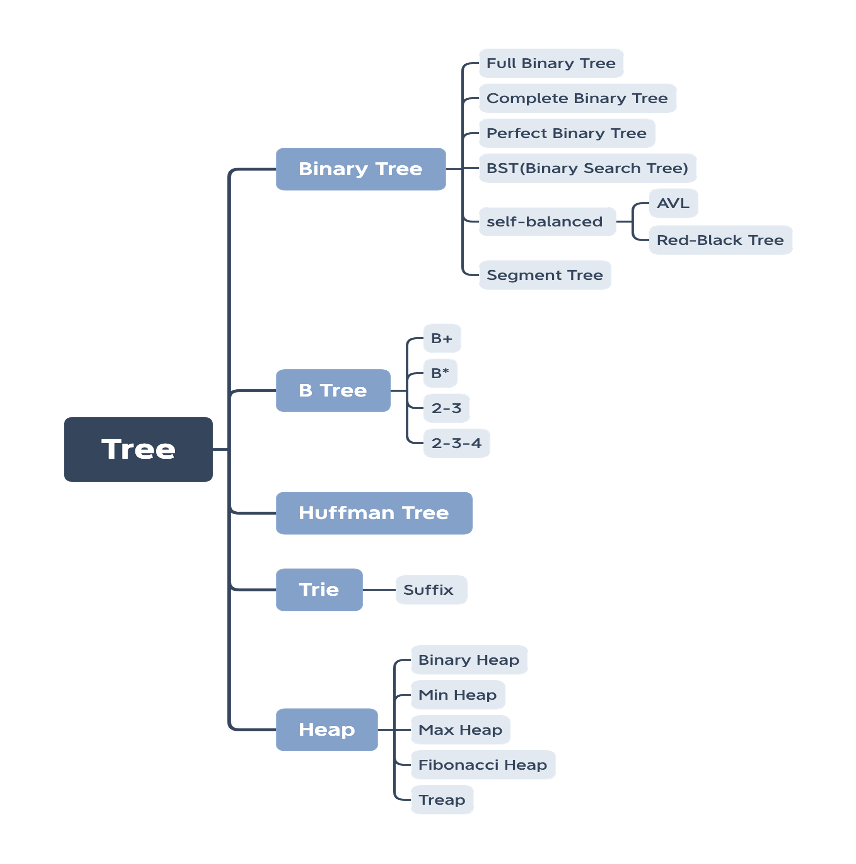 Tree
Binary Tree
Full Binary Tree
Complete Binary Tree
Perfect Binary Tree
BST(Binary Search Tree)
self-balanced
AVL
Red-Black Tree
Segment Tree
B Tree
B+
B*
2-3
2-3-4
Huffman Tree
Trie
Suffix
Heap
Binary Heap
Min Heap
Max Heap
Fibonacci Heap
Treap